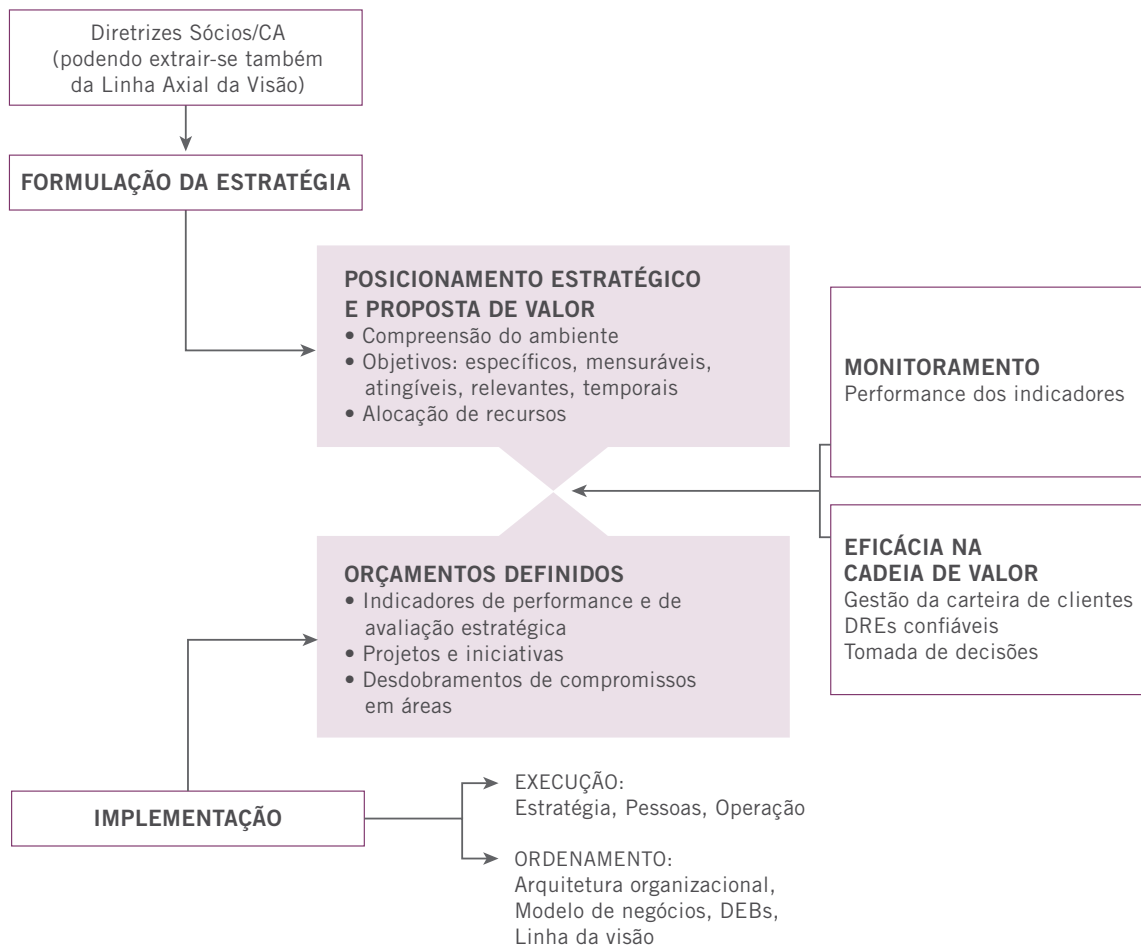 Diretrizes Sócios/CA
(podendo extrair-se também
da Linha Axial da Visão)
FORMULAÇÃO DA ESTRATÉGIA
POSICIONAMENTO ESTRATÉGICO
E PROPOSTA DE VALOR
• Compreensão do ambiente
• Objetivos: específicos, mensuráveis,
atingíveis, relevantes, temporais
• Alocação de recursos
MONITORAMENTO
Performance dos indicadores
EFICÁCIA NA
CADEIA DE VALOR
Gestão da carteira de clientes
DREs confiáveis
Tomada de decisões
ORÇAMENTOS DEFINIDOS
• Indicadores de performance e de
avaliação estratégica
• Projetos e iniciativas
• Desdobramentos de compromissos
em áreas
IMPLEMENTAÇÃO
EXECUÇÃO:
Estratégia, Pessoas, Operação
ORDENAMENTO:
Arquitetura organizacional,
Modelo de negócios, DEBs,
Linha da visão